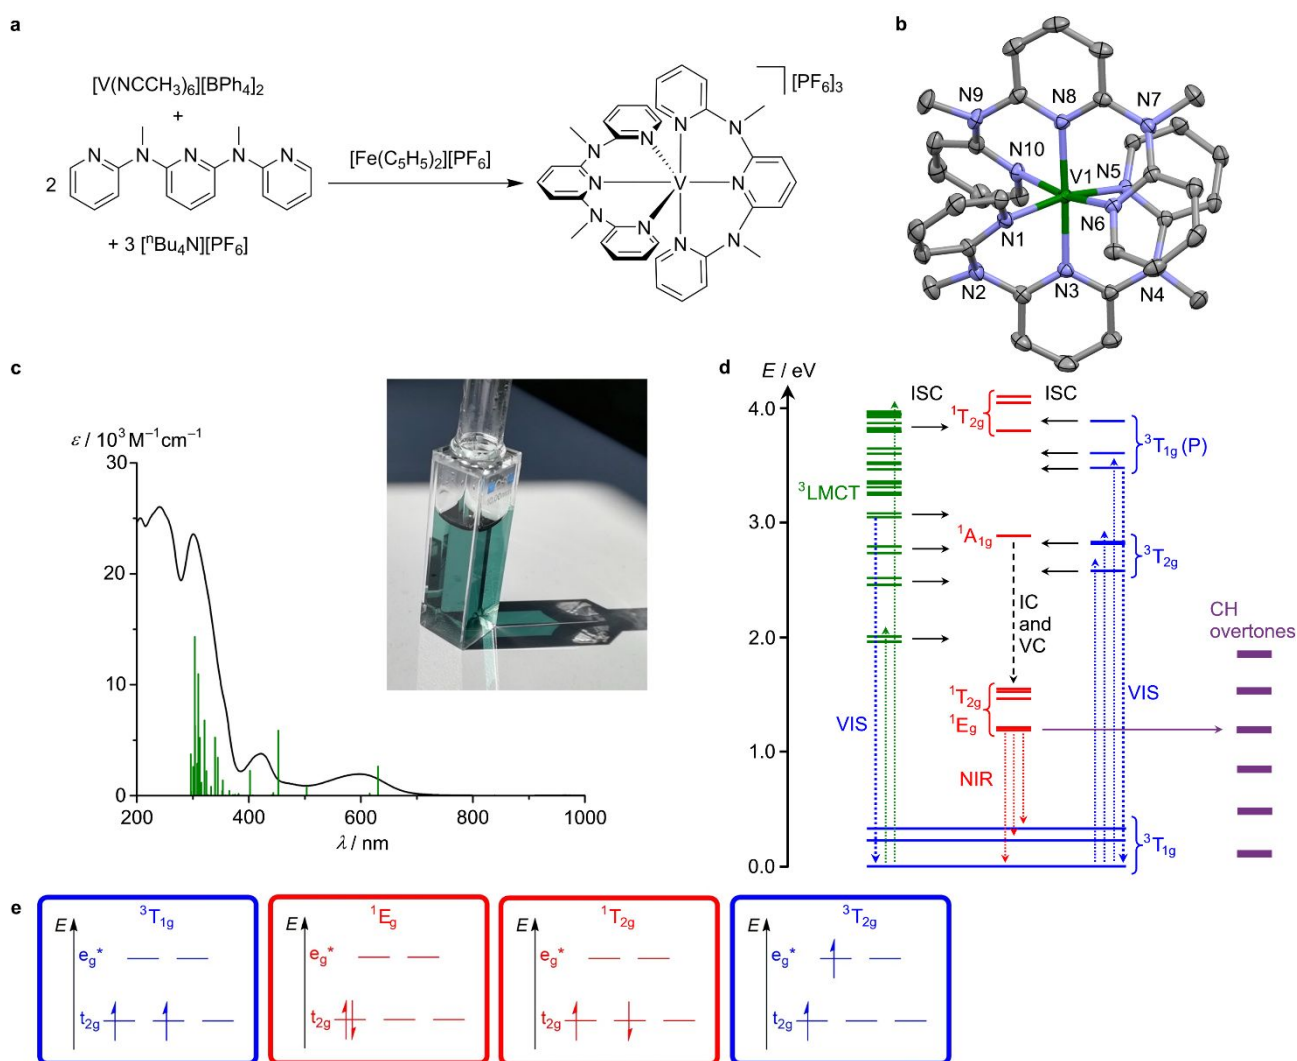 a
[V(NCCH3)6][BPh4]2
+
2
N
N
N
N
N
+ 3 [ⁿBu4N][PF6]
[Fe(C5H5)2][PF6]
N
N
N
N
N
V
N
N
N
N
N
[PF6]3
b
N9
N8
N7
N10
V1
N5
N6
N1
N2
N3
N4
c
ε / 10³ M⁻¹cm⁻¹
30
20
10
0
200
400
600
800
1000
λ / nm
d
E / eV
4.0
3.0
2.0
1.0
0.0
ISC
ISC
¹T2g
³T1g (P)
³LMCT
¹A1g
³T2g
IC
and
VC
CH
overtones
VIS
¹T2g
¹Eg
VIS
NIR
³T1g
e
³T1g
E
eg*
t2g
¹Eg
E
eg*
t2g
¹T2g
E
eg*
t2g
³T2g
E
eg*
t2g